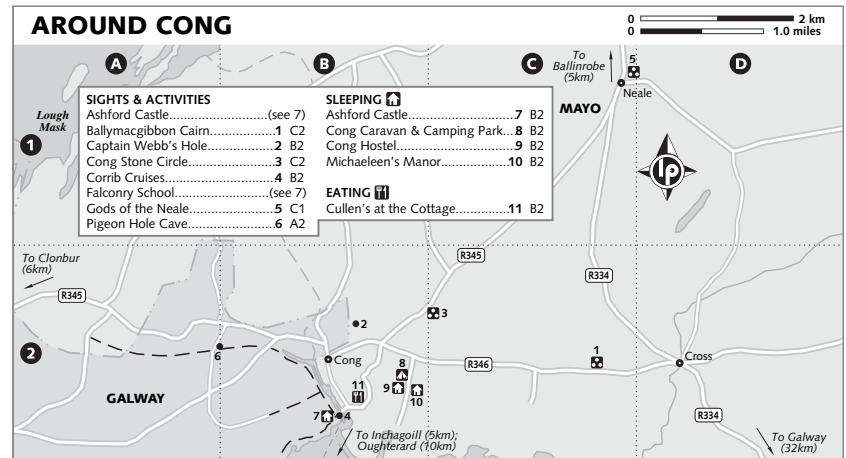 AROUND CONG
0 2 km
0 1.0 miles
A B C D
To
Ballinrobe
(5km)
5
Neale
MAYO
Lough
Mask
1
SIGHTS & ACTIVITIES
Ashford Castle............................(see 7)
Ballymacgibbon Cairn.................1 C2
Captain Webb's Hole...................2 B2
Cong Stone Circle........................3 C2
Corrib Cruises..............................4 B2
Falconry School...........................(see 7)
Gods of the Neale........................5 C1
Pigeon Hole Cave........................6 A2
SLEEPING
Ashford Castle.............................7 B2
Cong Caravan & Camping Park...8 B2
Cong Hostel.................................9 B2
Michaeleen's Manor...................10 B2
EATING
Cullen's at the Cottage...............11 B2
LP
To Clonbur
(6km)
R345
R345
R334
3
2
2
6
Cong
8
R346
1
Cross
GALWAY
11
9
10
7
4
R334
To Inchagoill (5km);
Oughterard (10km)
To Galway
(32km)